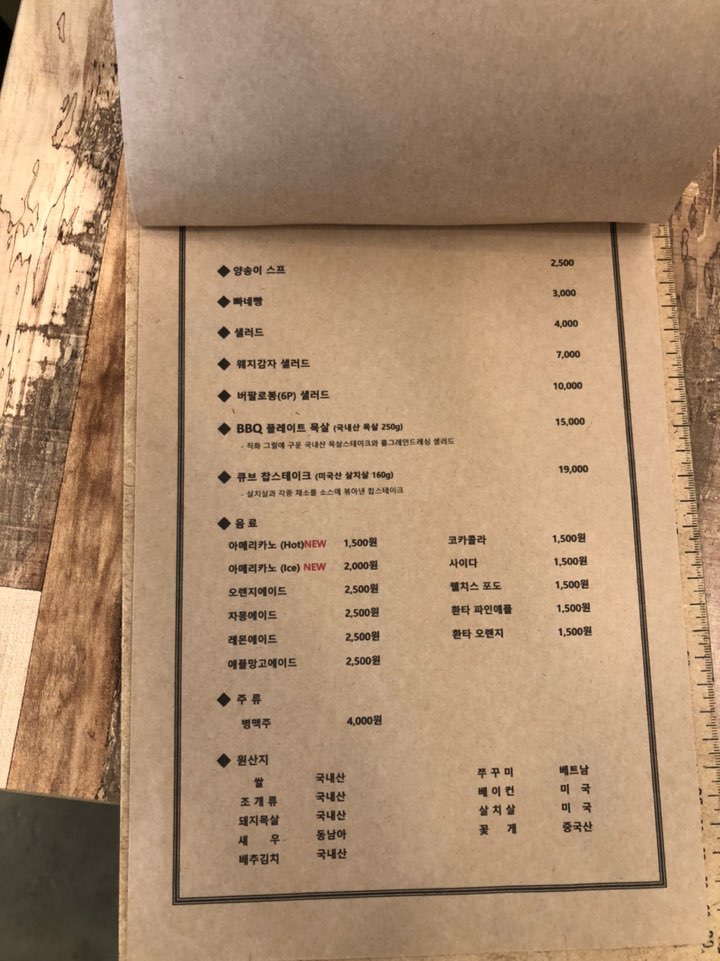 ◆ 양송이 스프 2,500
◆ 빠네빵 3,000
◆ 샐러드 4,000
◆ 웨지감자 샐러드 7,000
◆ 버팔로봉(6P) 샐러드 10,000
◆ BBQ 플레이트 목살 (국내산 목살 250g) 15,000
- 직화 그릴에 구운 국내산 목살스테이크와 홀그레인드레싱 샐러드
◆ 큐브 찹스테이크 (미국산 살치살 160g) 19,000
- 살치살과 각종 채소를 소스에 볶아낸 찹스테이크
◆ 음료
아메리카노 (Hot)NEW 1,500원 코카콜라 1,500원
아메리카노 (Ice) NEW 2,000원 사이다 1,500원
오렌지에이드 2,500원 웰치스 포도 1,500원
자몽에이드 2,500원 환타 파인애플 1,500원
레몬에이드 2,500원 환타 오랜지 1,500원
애플망고에이드 2,500원
◆ 주 류
병맥주 4,000원
◆ 원산지
쌀 국내산 쭈꾸미 베트남
조개류 국내산 베이컨 미 국
돼지목살 국내산 살치살 미 국
새 우 동남아 꽃 게 중국산
배추김치 국내산